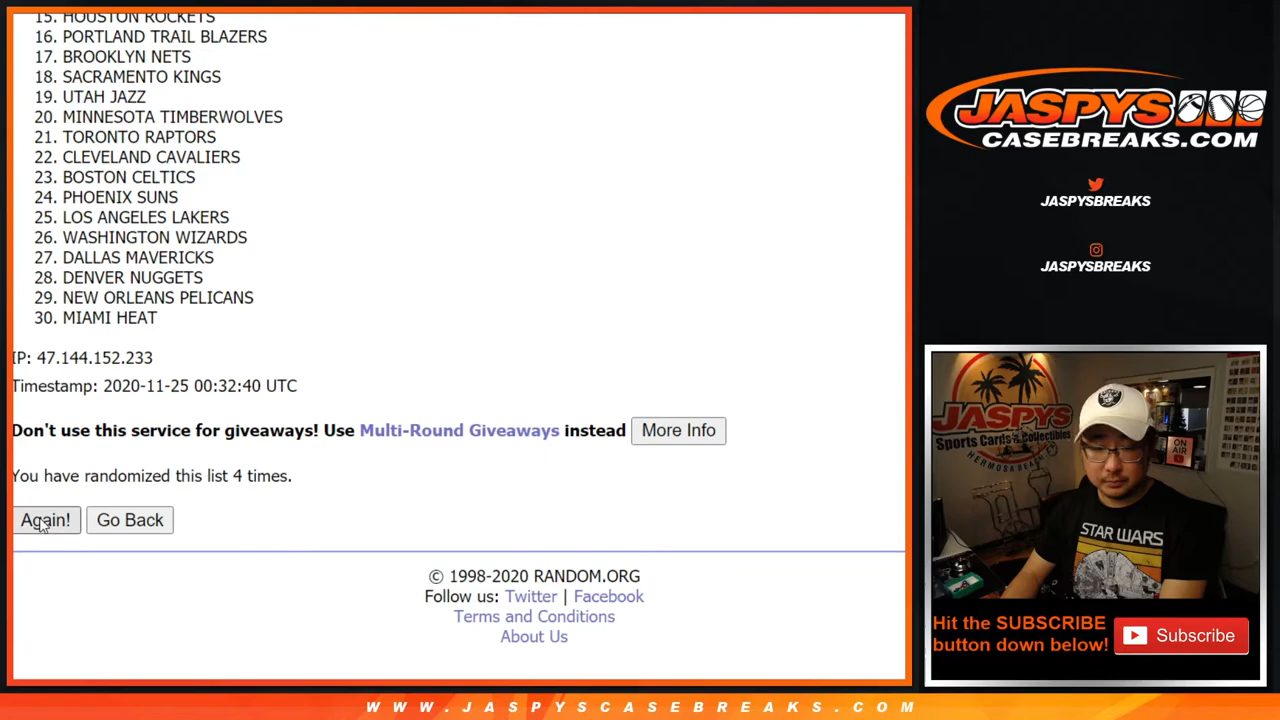 15. HOUSTON ROCKETS
16. PORTLAND TRAIL BLAZERS
17. BROOKLYN NETS
18. SACRAMENTO KINGS
19. UTAH JAZZ
20. MINNESOTA TIMBERWOLVES
21. TORONTO RAPTORS
22. CLEVELAND CAVALIERS
23. BOSTON CELTICS
24. PHOENIX SUNS
25. LOS ANGELES LAKERS
26. WASHINGTON WIZARDS
27. DALLAS MAVERICKS
28. DENVER NUGGETS
29. NEW ORLEANS PELICANS
30. MIAMI HEAT
IP: 47.144.152.233
Timestamp: 2020-11-25 00:32:40 UTC
Don't use this service for giveaways! Use Multi-Round Giveaways instead More Info
You have randomized this list 4 times.
Again! Go Back
© 1998-2020 RANDOM.ORG
Follow us: Twitter | Facebook
Terms and Conditions
About Us
JASPYS
CASEBREAKS.COM
JASPYSBREAKS
JASPYSBREAKS
JASPYS
Sports Cards & Collectibles
HERMOSA BEACH
ON AIR
STAR WARS
Hit the SUBSCRIBE
button down below!
Subscribe
WWW.JASPYSCASEBREAKS.COM